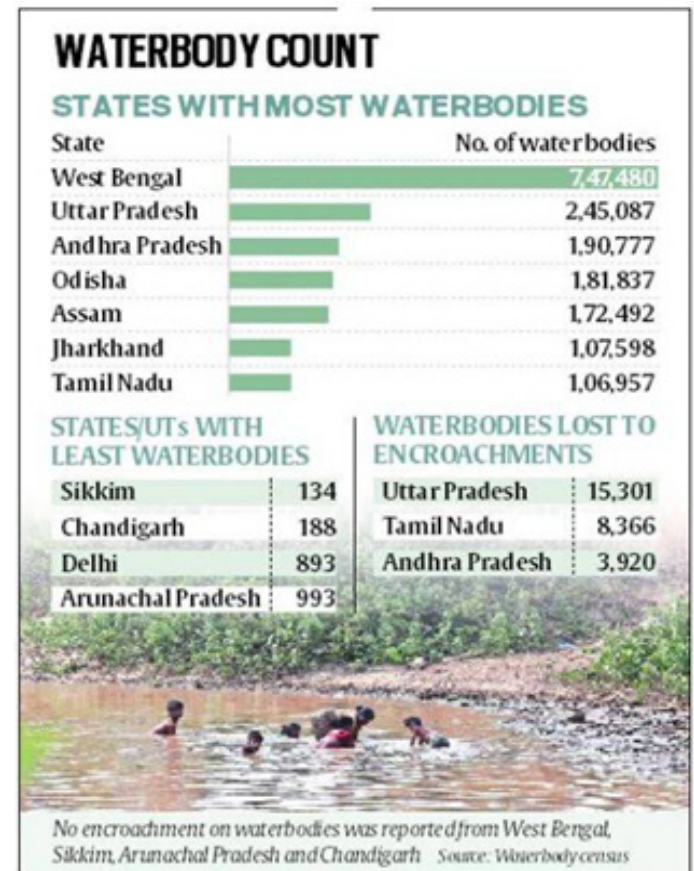 WATERBODY COUNT
STATES WITH MOST WATERBODIES
State No. of waterbodies
West Bengal 7,47,480
Uttar Pradesh 2,45,087
Andhra Pradesh 1,90,777
Odisha 1,81,837
Assam 1,72,492
Jharkhand 1,07,598
Tamil Nadu 1,06,957
STATES/UTs WITH
LEAST WATERBODIES
Sikkim 134
Chandigarh 188
Delhi 893
Arunachal Pradesh 993
WATERBODIES LOST TO
ENCROACHMENTS
Uttar Pradesh 15,301
Tamil Nadu 8,366
Andhra Pradesh 3,920
No encroachment on waterbodies was reported from West Bengal,
Sikkim, Arunachal Pradesh and Chandigarh Source: Waterbody census